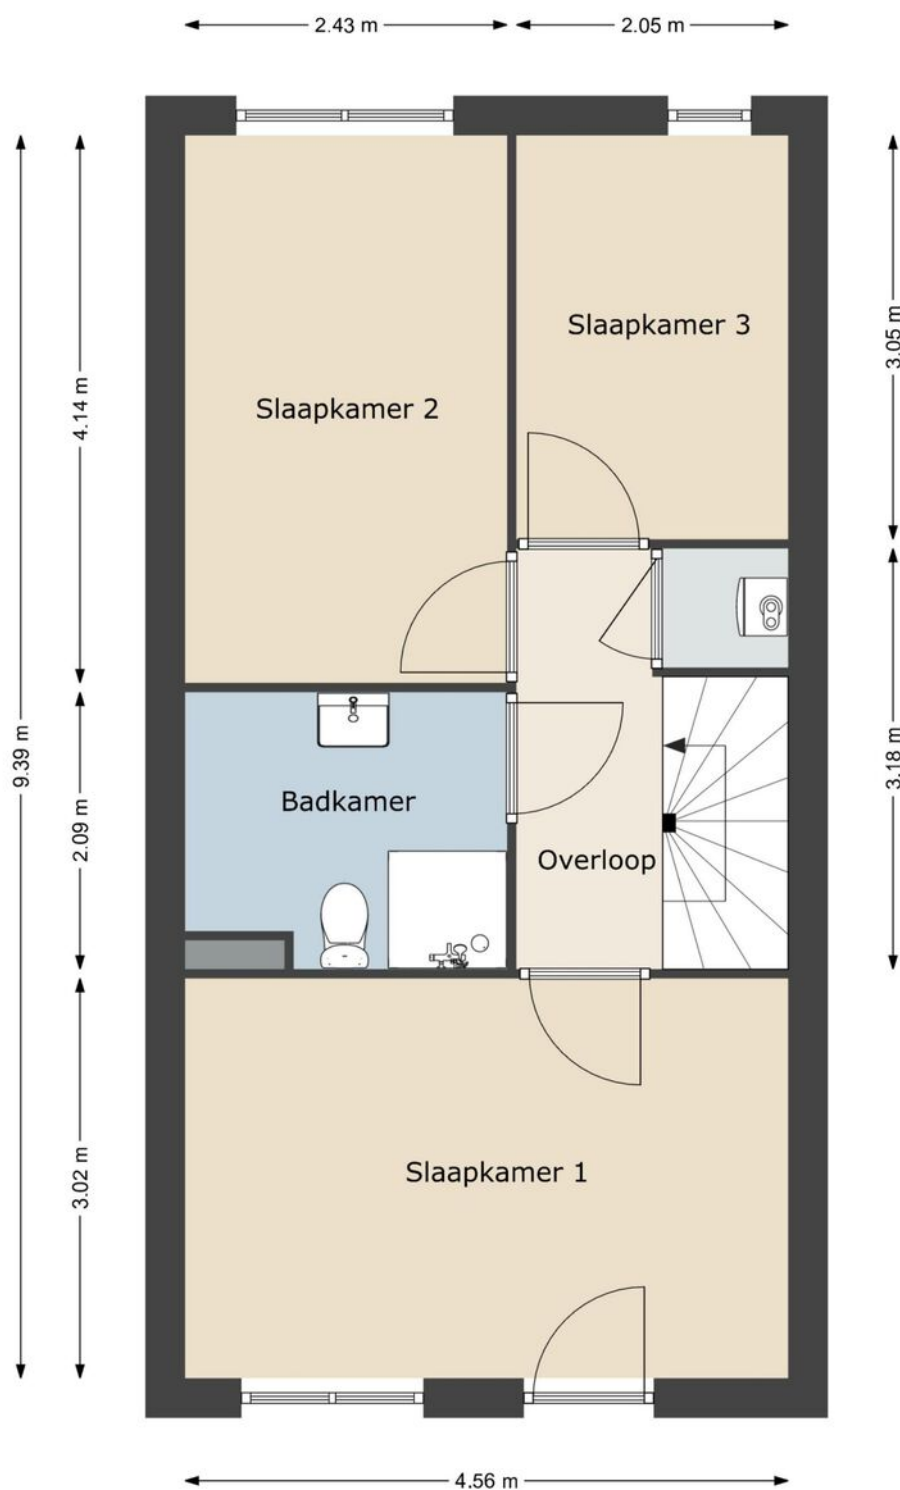 2.43 m
2.05 m
Slaapkamer 3
3.05 m
Slaapkamer 2
4.14 m
9.39 m
3.18 m
Badkamer
2.09 m
Overloop
Slaapkamer 1
3.02 m
4.56 m